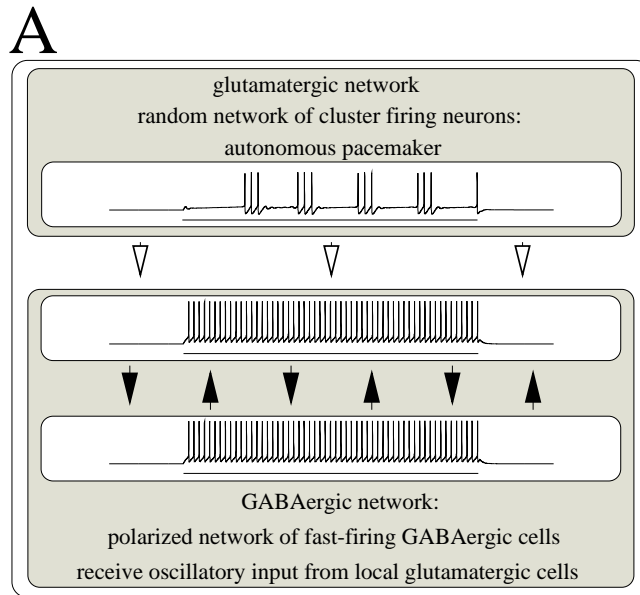 A
glutamatergic network
random network of cluster firing neurons:
autonomous pacemaker
GABAergic network:
polarized network of fast-firing GABAergic cells
receive oscillatory input from local glutamatergic cells